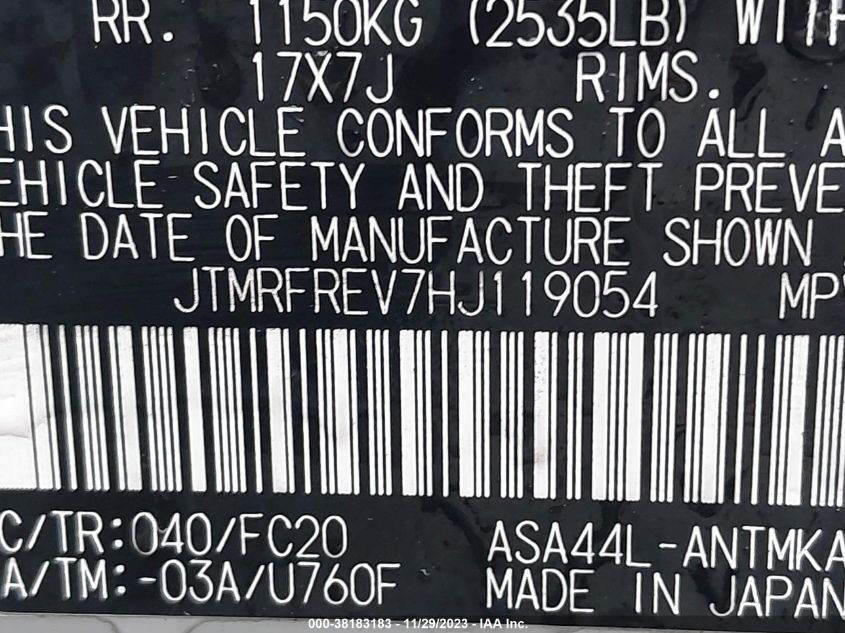 RR. 1150KG (2535LB) WITH
17X7J RIMS.
HIS VEHICLE CONFORMS TO ALL A
EHICLE SAFETY AND THEFT PREVE
HE DATE OF MANUFACTURE SHOWN
JTMRFREV7HJ119054 MPV
C/TR:040/FC20 ASA44L-ANTMKA
A/TM:-03A/U760F MADE IN JAPAN
000-38183183 - 11/29/2023 - IAA Inc.